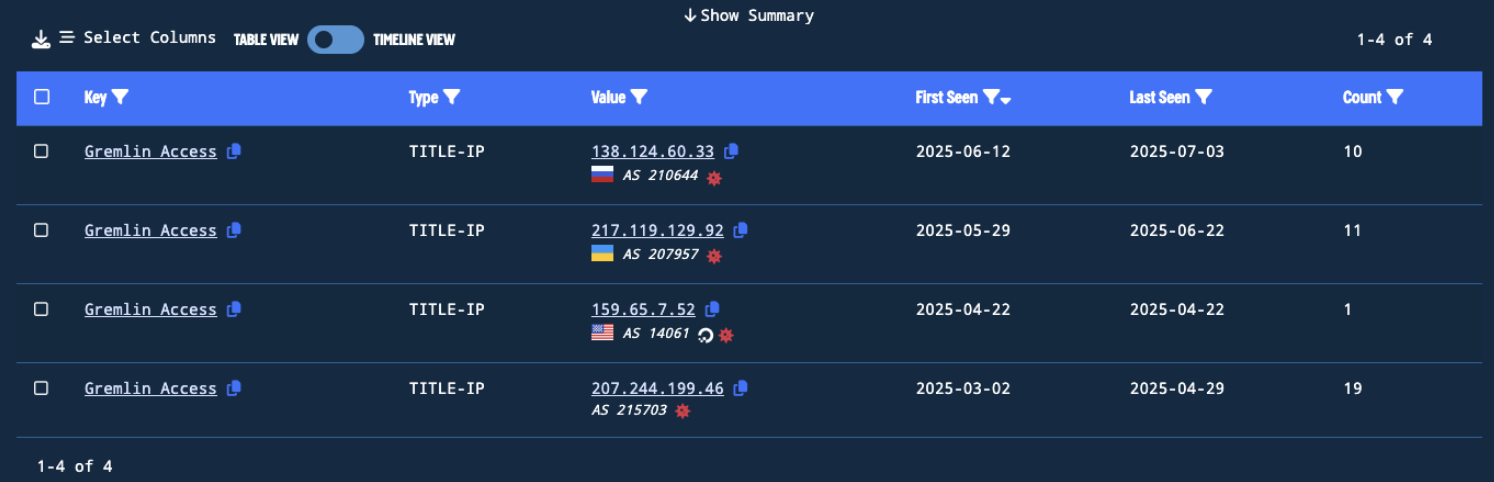 Show Summary
Select Columns TABLE VIEW TIMELINE VIEW 1-4 of 4
Key Type Value First Seen Last Seen Count
Gremlin Access TITLE-IP 138.124.60.33 2025-06-12 2025-07-03 10
AS 210644
Gremlin Access TITLE-IP 217.119.129.92 2025-05-29 2025-06-22 11
AS 207957
Gremlin Access TITLE-IP 159.65.7.52 2025-04-22 2025-04-22 1
AS 14061
Gremlin Access TITLE-IP 207.244.199.46 2025-03-02 2025-04-29 19
AS 215703
1-4 of 4